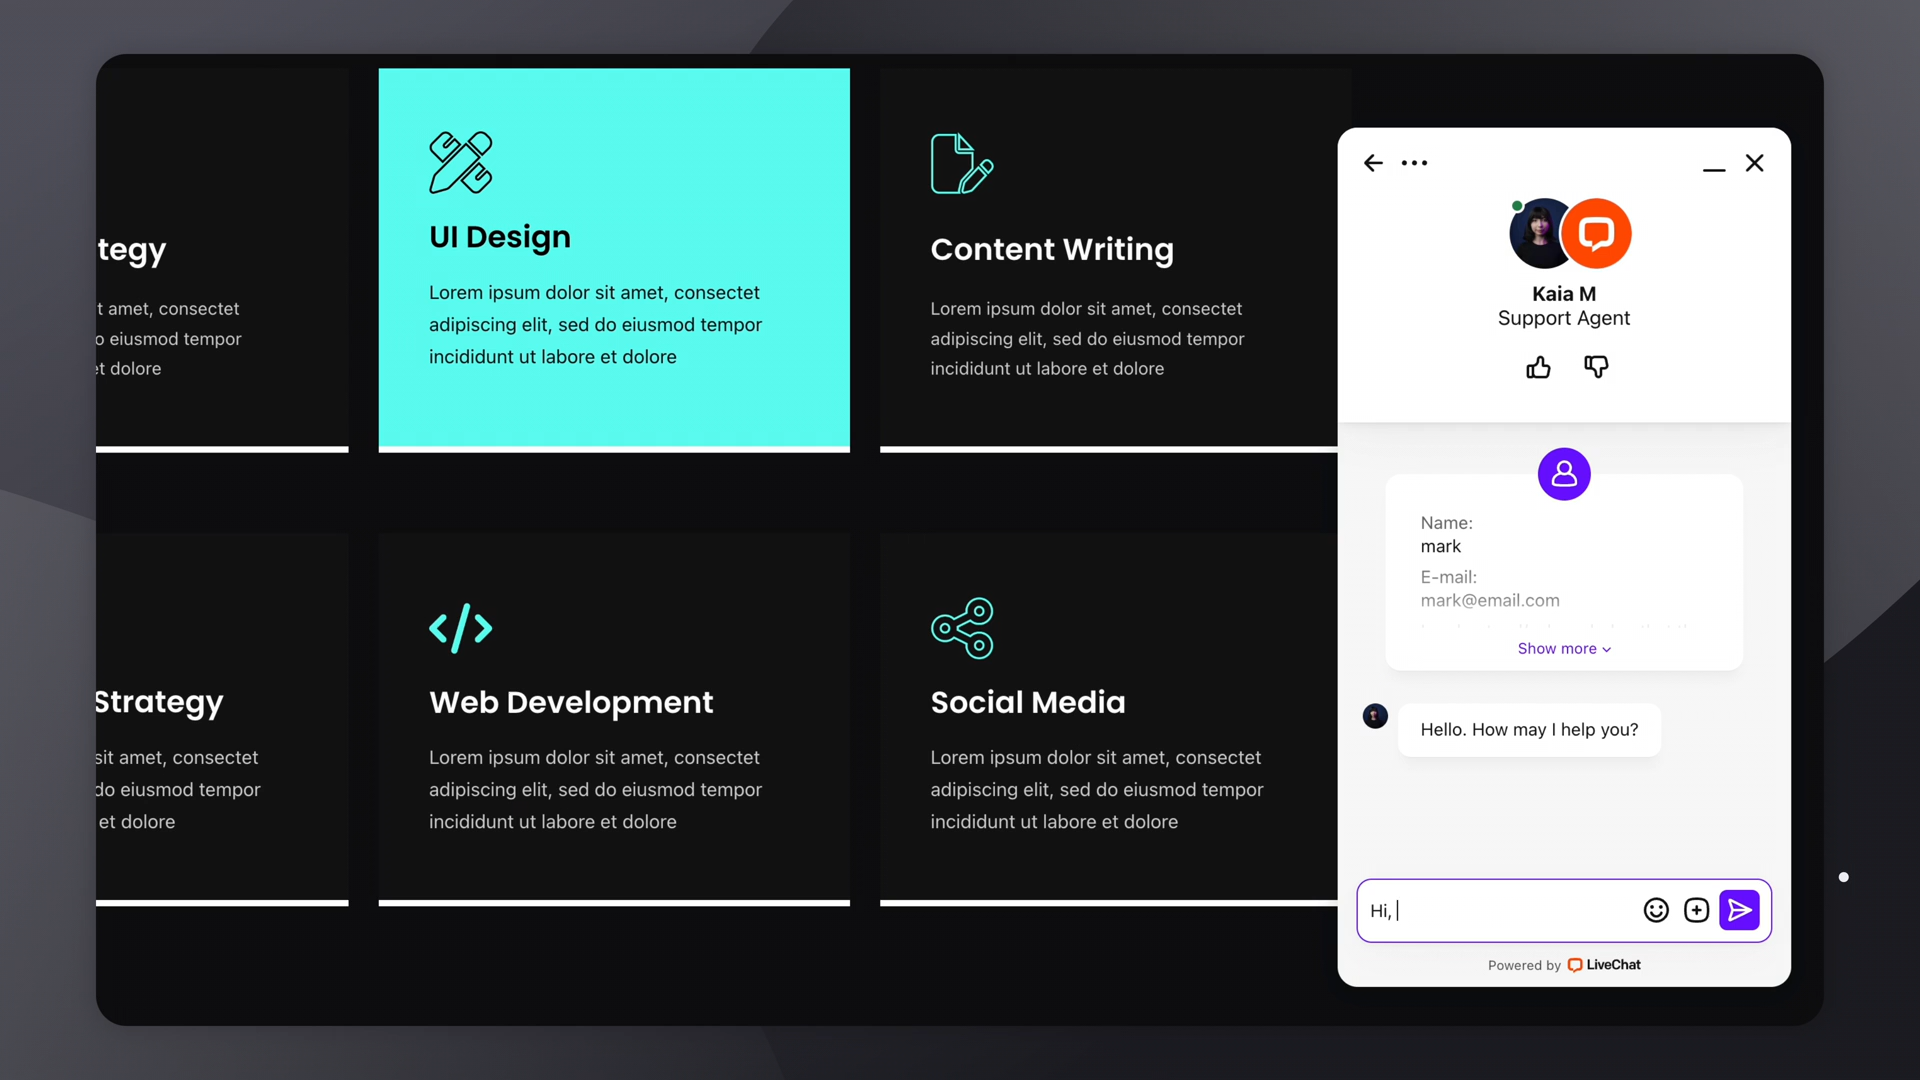 tegy
t amet, consectet
o eiusmod tempor
et dolore
UI Design
Lorem ipsum dolor sit amet, consectet
adipiscing elit, sed do eiusmod tempor
incididunt ut labore et dolore
Content Writing
Lorem ipsum dolor sit amet, consectet
adipiscing elit, sed do eiusmod tempor
incididunt ut labore et dolore
Strategy
sit amet, consectet
do eiusmod tempor
et dolore
Web Development
Lorem ipsum dolor sit amet, consectet
adipiscing elit, sed do eiusmod tempor
incididunt ut labore et dolore
Social Media
Lorem ipsum dolor sit amet, consectet
adipiscing elit, sed do eiusmod tempor
incididunt ut labore et dolore
Kaia M
Support Agent
Name:
mark
E-mail:
mark@email.com
Show more
Hello. How may I help you?
Hi,
Powered by LiveChat